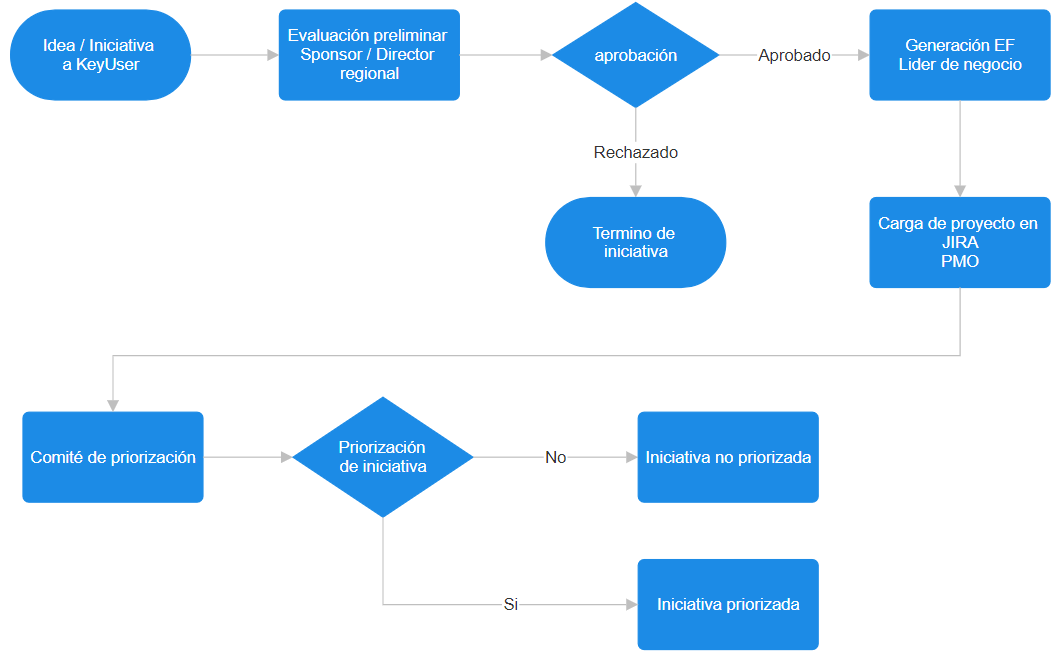 Idea / Iniciativa
a KeyUser
Evaluación preliminar
Sponsor / Director
regional
aprobación
Aprobado
Generación EF
Lider de negocio
Rechazado
Termino de
iniciativa
Carga de proyecto en
JIRA
PMO
Comité de priorización
Priorización
de iniciativa
No
Iniciativa no priorizada
Si
Iniciativa priorizada